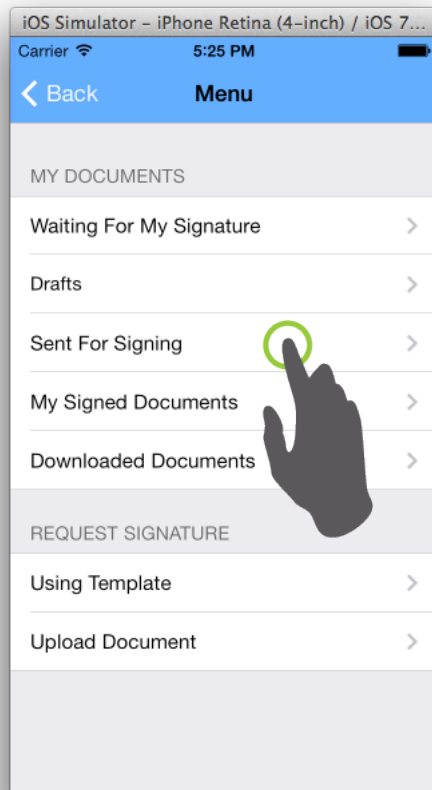 iOS Simulator – iPhone Retina (4-inch) / iOS 7...
Carrier 5:25 PM
Back Menu
MY DOCUMENTS
Waiting For My Signature
Drafts
Sent For Signing
My Signed Documents
Downloaded Documents
REQUEST SIGNATURE
Using Template
Upload Document